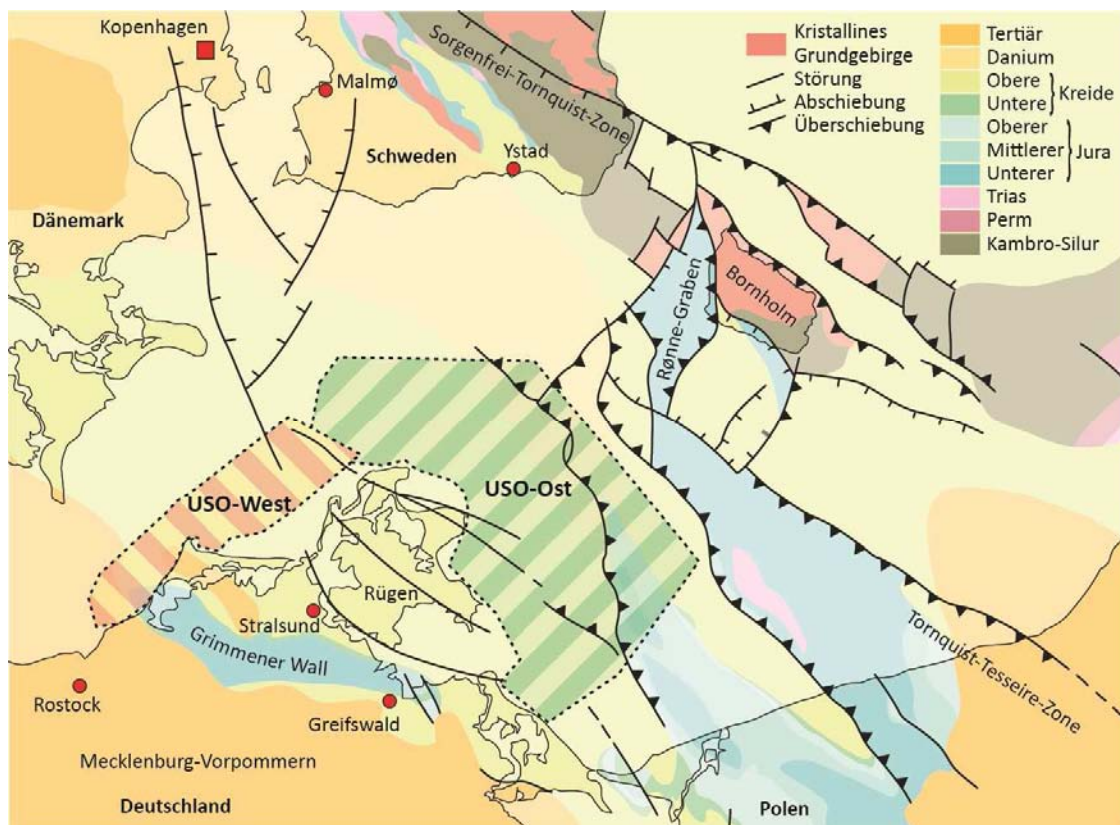 Kopenhagen
Malmø
Sorgenfrei-Tornquist-Zone
Schweden
Ystad
Dänemark
Kristallines
Grundgebirge
Störung
Abschiebung
Überschiebung
Tertiär
Danium
Obere
Untere
Kreide
Oberer
Mittlerer
Unterer
Jura
Trias
Perm
Kambro-Silur
Bornholm
Rønne-Graben
USO-West
USO-Ost
Rügen
Stralsund
Grimmener Wall
Rostock
Greifswald
Tornquist-Tesseire-Zone
Mecklenburg-Vorpommern
Deutschland
Polen